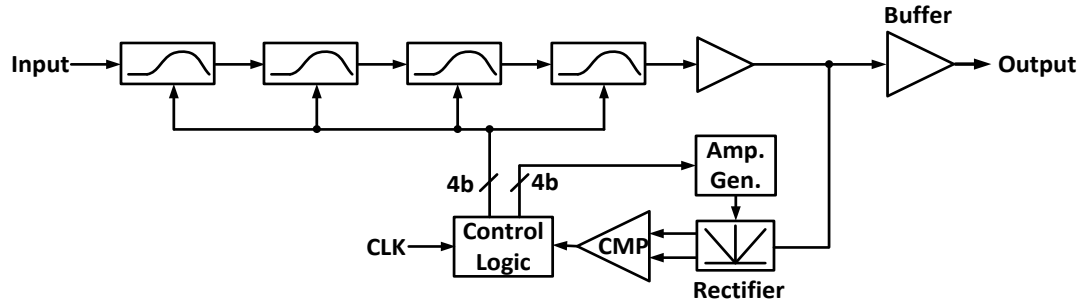 Buffer
Input
Output
Amp.
Gen.
4b
4b
CLK
Control
Logic
CMP
Rectifier